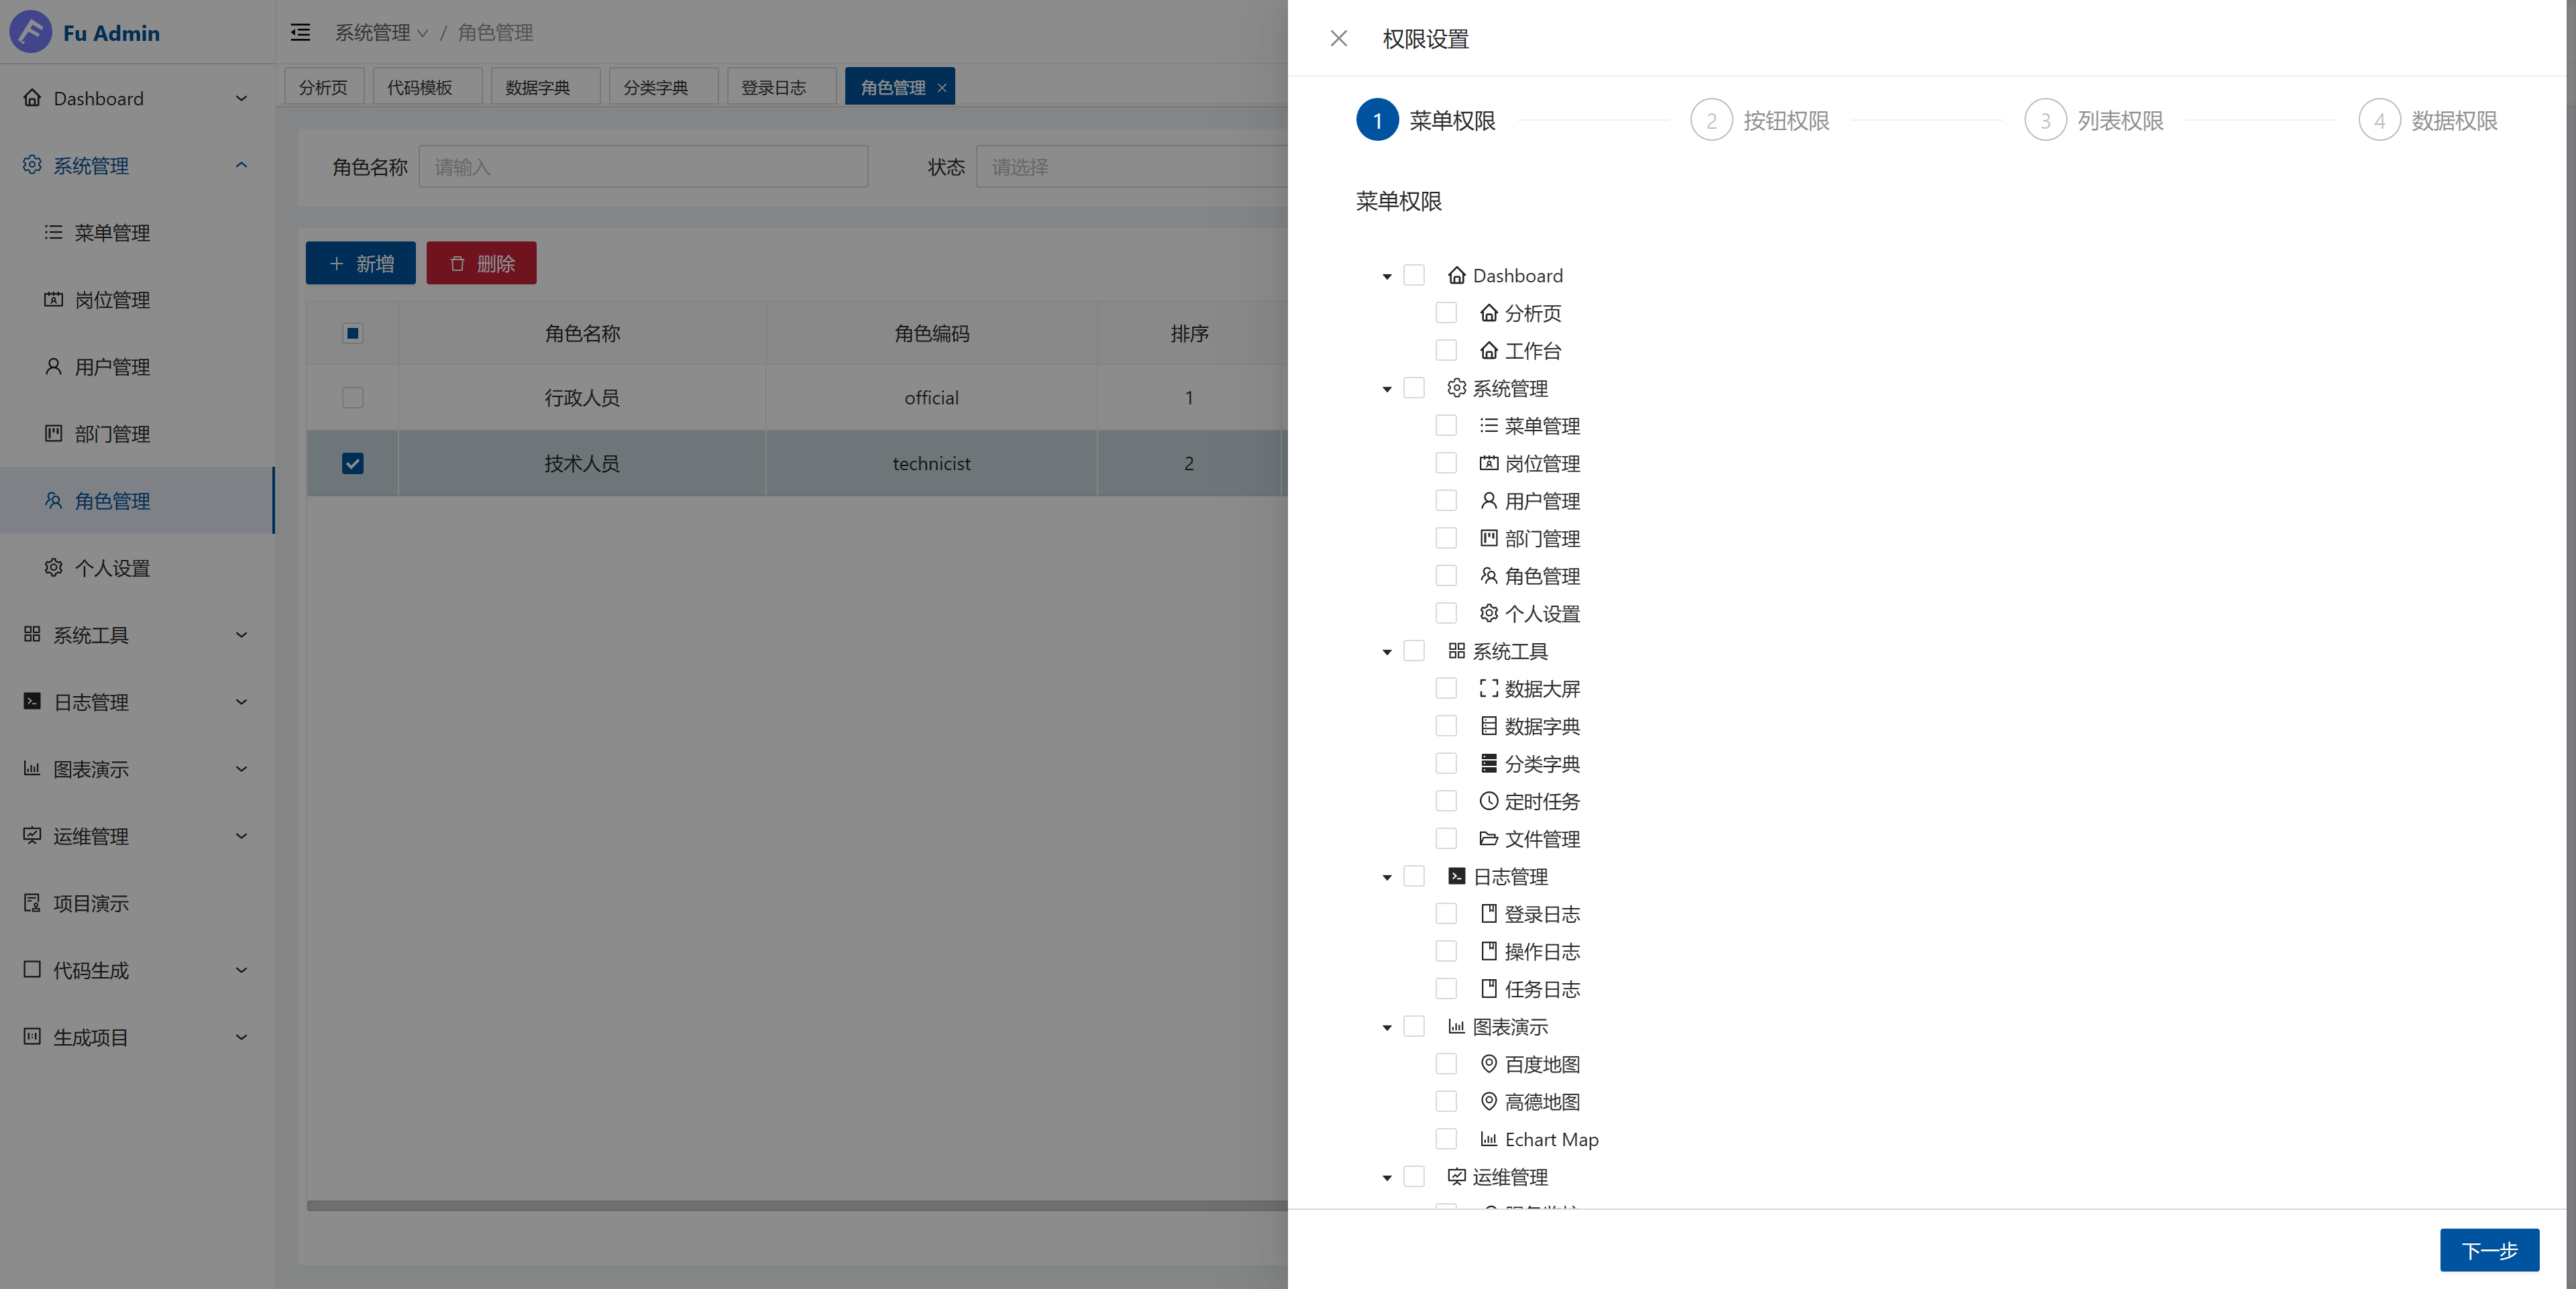 Fu Admin
Dashboard
系统管理
菜单管理
岗位管理
用户管理
部门管理
角色管理
个人设置
系统工具
日志管理
图表演示
运维管理
项目演示
代码生成
生成项目
系统管理 / 角色管理
分析页 代码模板 数据字典 分类字典 登录日志 角色管理
角色名称 请输入 状态 请选择
新增 删除
角色名称 角色编码 排序
行政人员 official 1
技术人员 technicist 2
权限设置
1 菜单权限 2 按钮权限 3 列表权限 4 数据权限
菜单权限
Dashboard
分析页
工作台
系统管理
菜单管理
岗位管理
用户管理
部门管理
角色管理
个人设置
系统工具
数据大屏
数据字典
分类字典
定时任务
文件管理
日志管理
登录日志
操作日志
任务日志
图表演示
百度地图
高德地图
Echart Map
运维管理
下一步